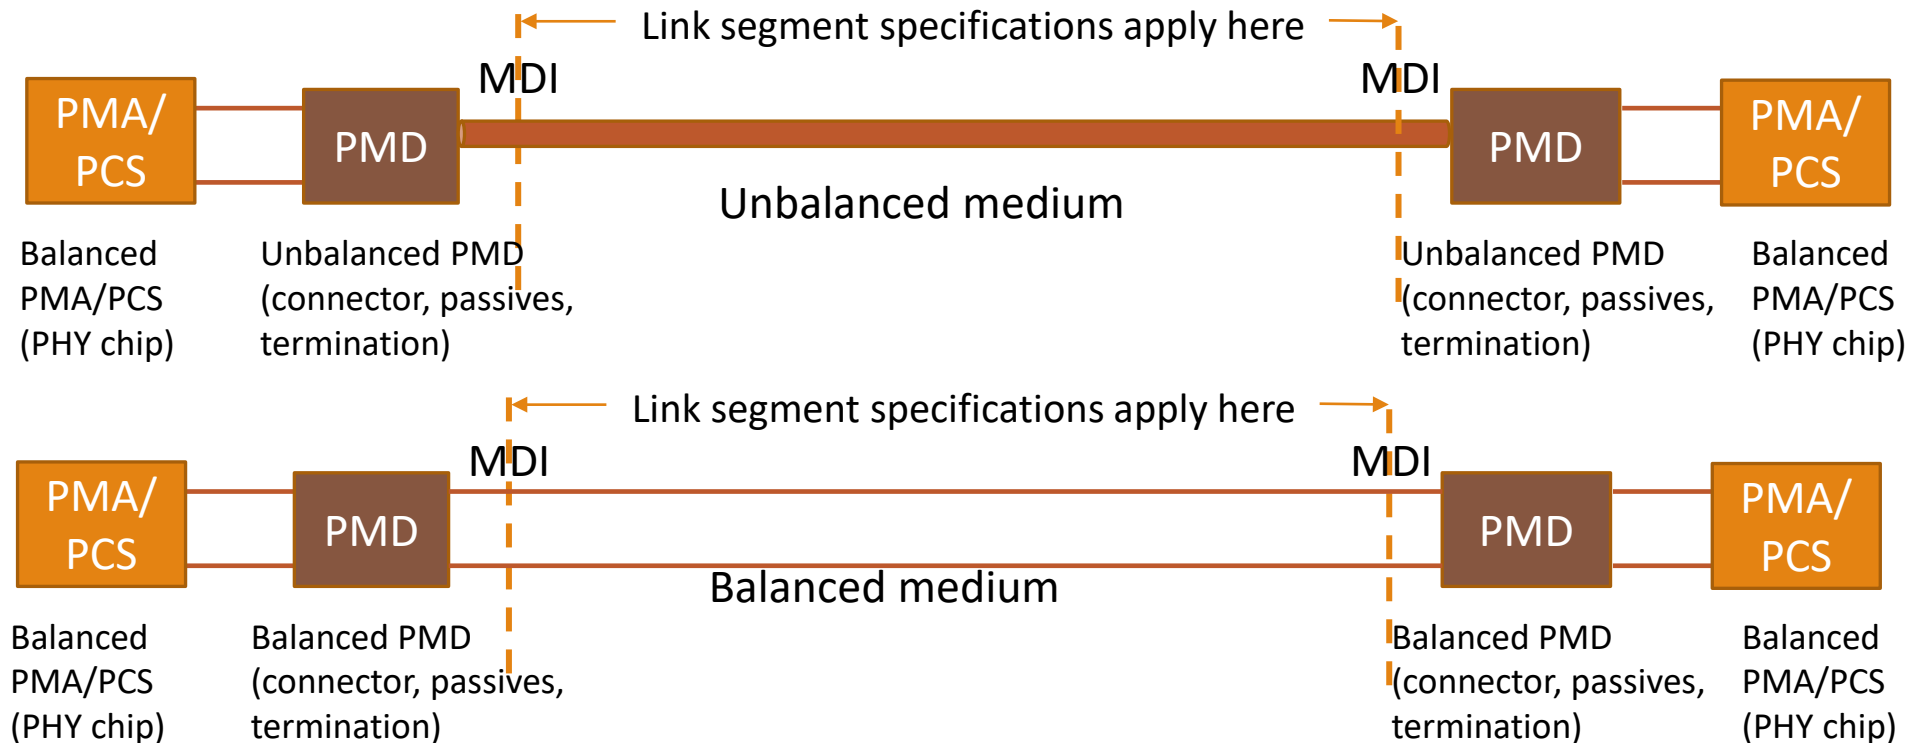 Link segment specifications apply here
MDI
MDI
PMA/
PCS
PMD
PMD
PMA/
PCS
Unbalanced medium
Balanced
PMA/PCS
(PHY chip)
Unbalanced PMD
(connector, passives,
termination)
Unbalanced PMD
(connector, passives,
termination)
Balanced
PMA/PCS
(PHY chip)
Link segment specifications apply here
MDI
MDI
PMA/
PCS
PMD
PMD
PMA/
PCS
Balanced medium
Balanced
PMA/PCS
(PHY chip)
Balanced PMD
(connector, passives,
termination)
Balanced PMD
(connector, passives,
termination)
Balanced
PMA/PCS
(PHY chip)